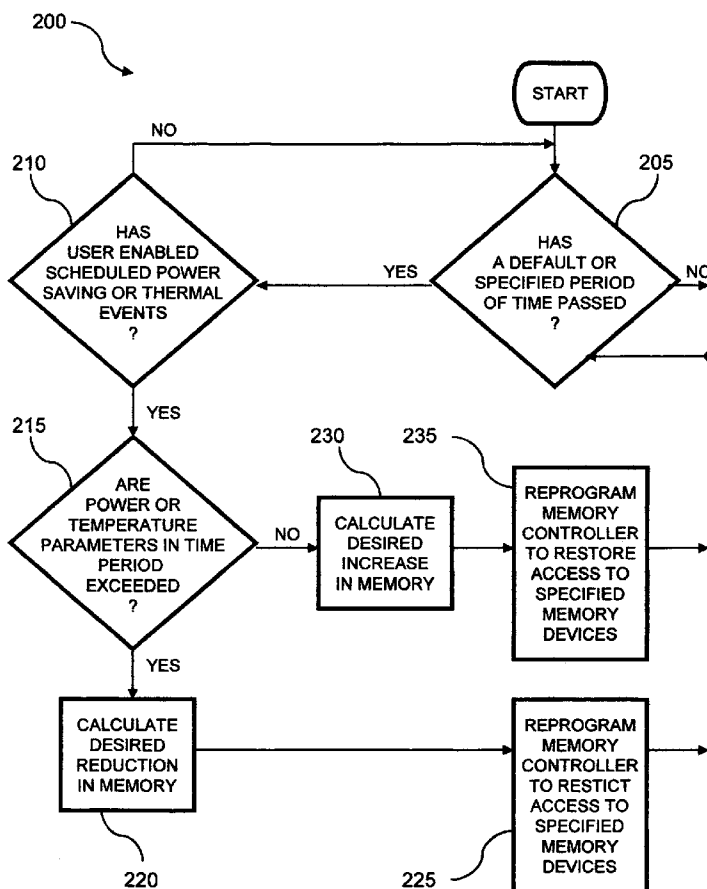 200
START
NO
210
205
HAS
USER ENABLED
SCHEDULED POWER
SAVING OR THERMAL
EVENTS
?
YES
HAS
A DEFAULT OR
SPECIFIED PERIOD
OF TIME PASSED
?
NO
YES
215
230
235
ARE
POWER OR
TEMPERATURE
PARAMETERS IN TIME
PERIOD
EXCEEDED
?
NO
CALCULATE
DESIRED
INCREASE
IN MEMORY
REPROGRAM
MEMORY
CONTROLLER
TO RESTORE
ACCESS TO
SPECIFIED
MEMORY
DEVICES
YES
CALCULATE
DESIRED
REDUCTION
IN MEMORY
REPROGRAM
MEMORY
CONTROLLER
TO RESTICT
ACCESS TO
SPECIFIED
MEMORY
DEVICES
220
225